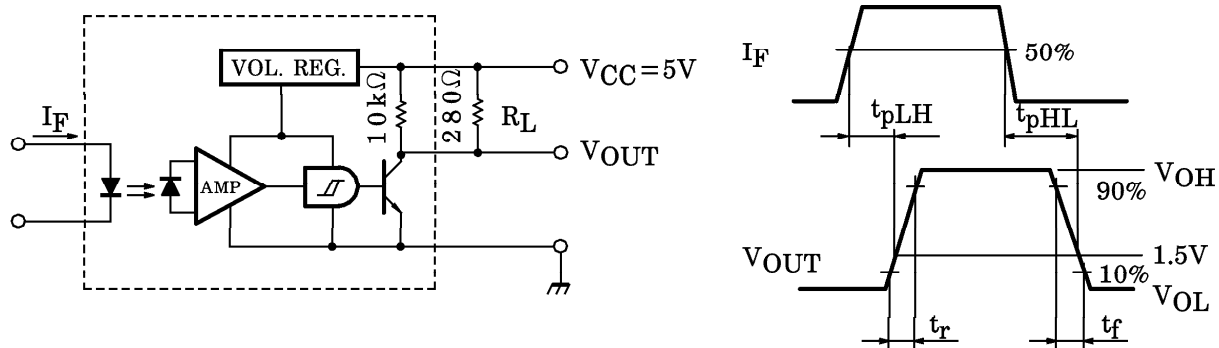 VOL. REG.
10kΩ
280Ω
RL
VCC=5V
IF
AMP
VOUT
IF
50%
tpLH
tpHL
VOH
90%
VOUT
1.5V
10%
VOL
tr
tf